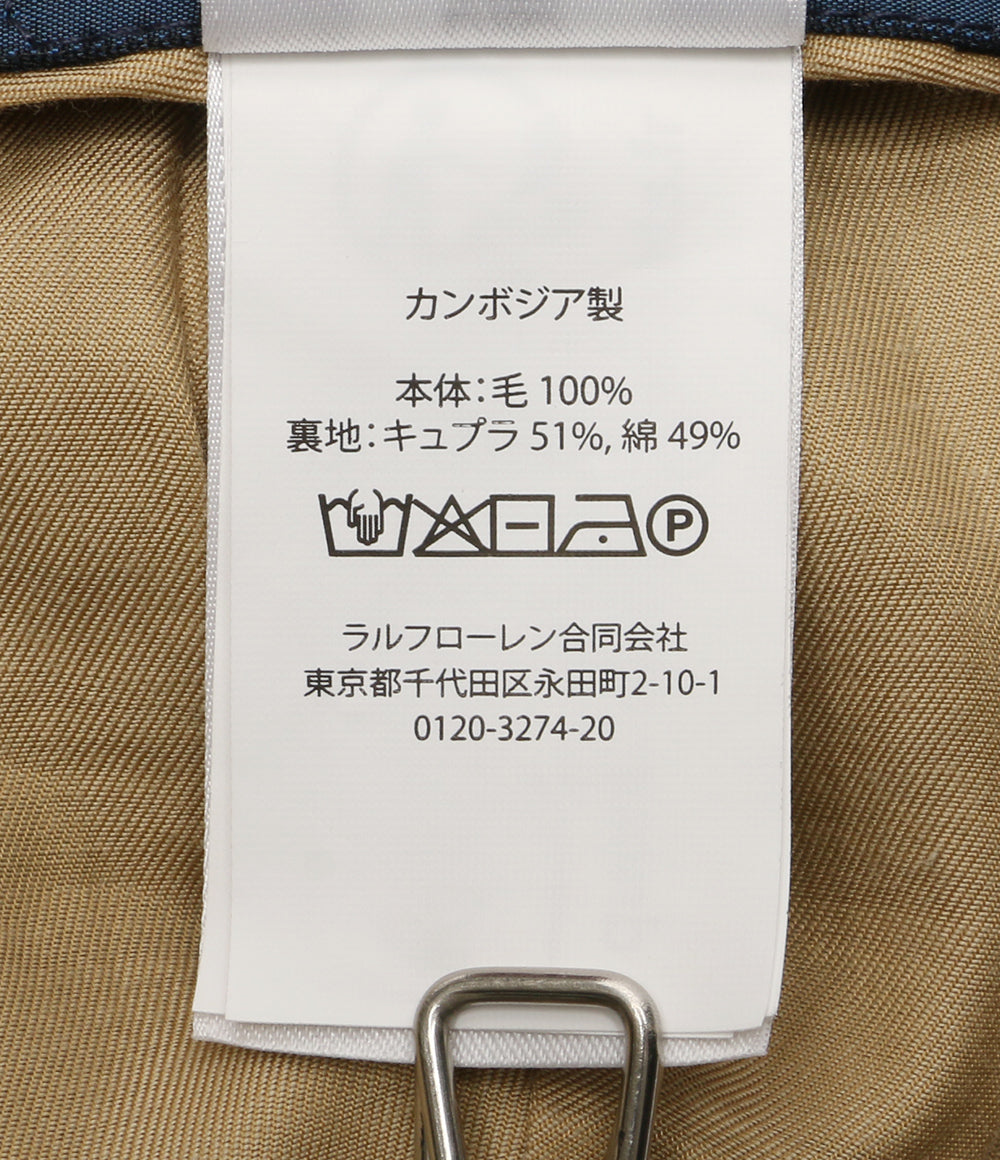 カンボジア製
本体：毛 100%
裏地：キュプラ 51%, 綿 49%
P
ラルフローレン合同会社
東京都千代田区永田町2-10-1
0120-3274-20